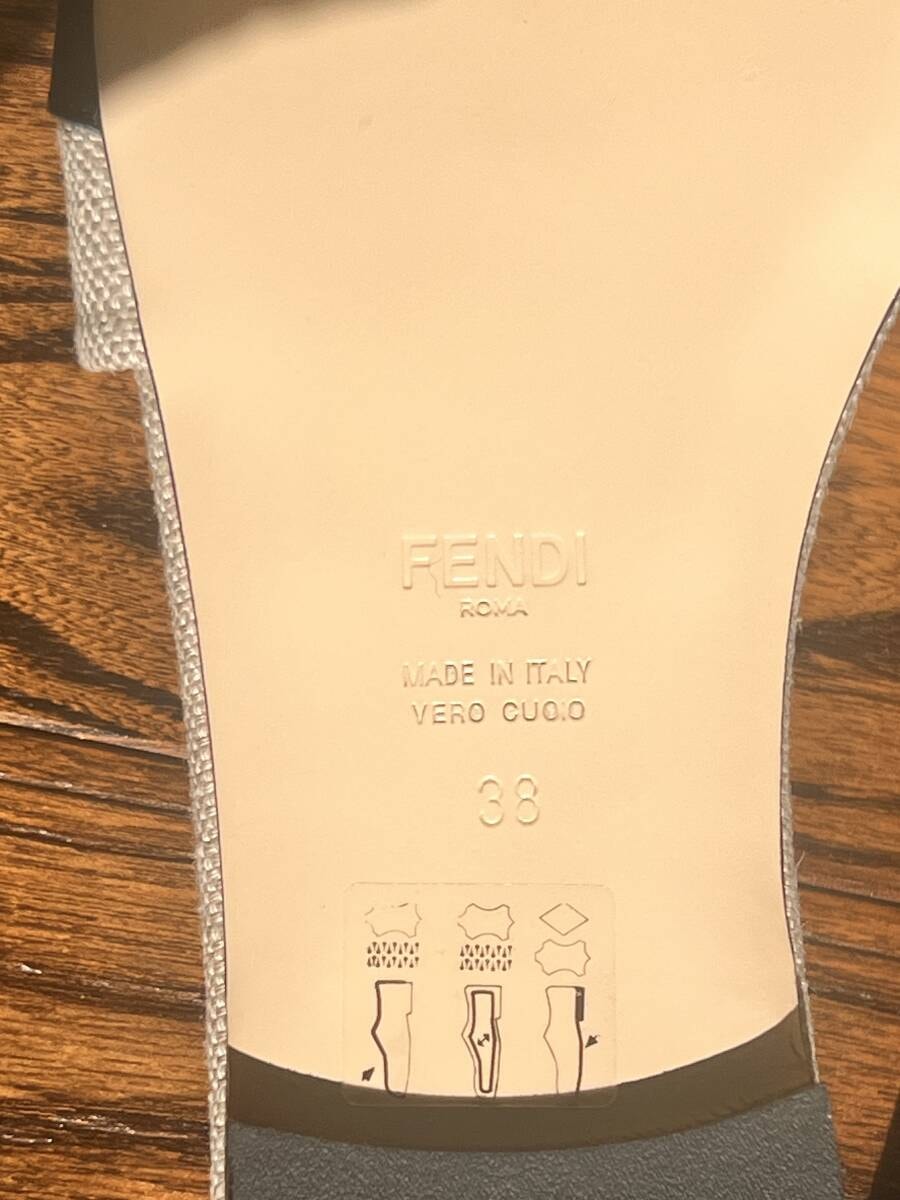 FENDI
ROMA
MADE IN ITALY
VERO CUOIO
38